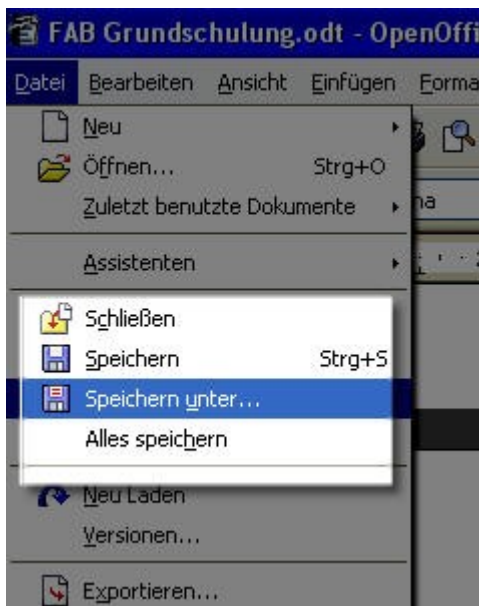 FAB Grundschulung.odt - OpenOffi
Datei Bearbeiten Ansicht Einfügen Forma
Neu
Öffnen... Strg+O
Zuletzt benutzte Dokumente
na
Assistenten
Schließen
Speichern Strg+S
Speichern unter...
Alles speichern
Neu Laden
Versionen...
Exportieren...